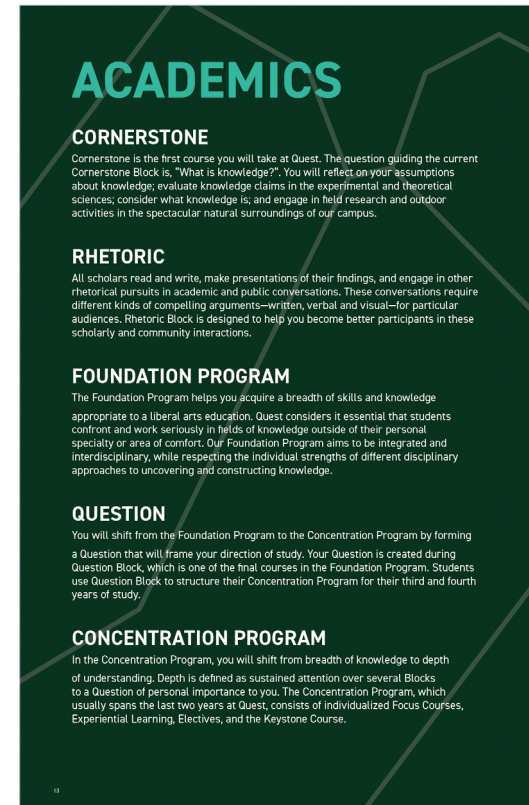 ACADEMICS
CORNERSTONE
Cornerstone is the first course you will take at Quest. The question guiding the current
Cornerstone Block is, “What is knowledge?”. You will reflect on your assumptions
about knowledge; evaluate knowledge claims in the experimental and theoretical
sciences; consider what knowledge is; and engage in field research and outdoor
activities in the spectacular natural surroundings of our campus.
RHETORIC
All scholars read and write, make presentations of their findings, and engage in other
rhetorical pursuits in academic and public conversations. These conversations require
different kinds of compelling arguments—written, verbal and visual—for particular
audiences. Rhetoric Block is designed to help you become better participants in these
scholarly and community interactions.
FOUNDATION PROGRAM
The Foundation Program helps you acquire a breadth of skills and knowledge
appropriate to a liberal arts education. Quest considers it essential that students
confront and work seriously in fields of knowledge outside of their personal
specialty or area of comfort. Our Foundation Program aims to be integrated and
interdisciplinary, while respecting the individual strengths of different disciplinary
approaches to uncovering and constructing knowledge.
QUESTION
You will shift from the Foundation Program to the Concentration Program by forming
a Question that will frame your direction of study. Your Question is created during
Question Block, which is one of the final courses in the Foundation Program. Students
use Question Block to structure their Concentration Program for their third and fourth
years of study.
CONCENTRATION PROGRAM
In the Concentration Program, you will shift from breadth of knowledge to depth
of understanding. Depth is defined as sustained attention over several Blocks
to a Question of personal importance to you. The Concentration Program, which
usually spans the last two years at Quest, consists of individualized Focus Courses,
Experiential Learning, Electives, and the Keystone Course.
13